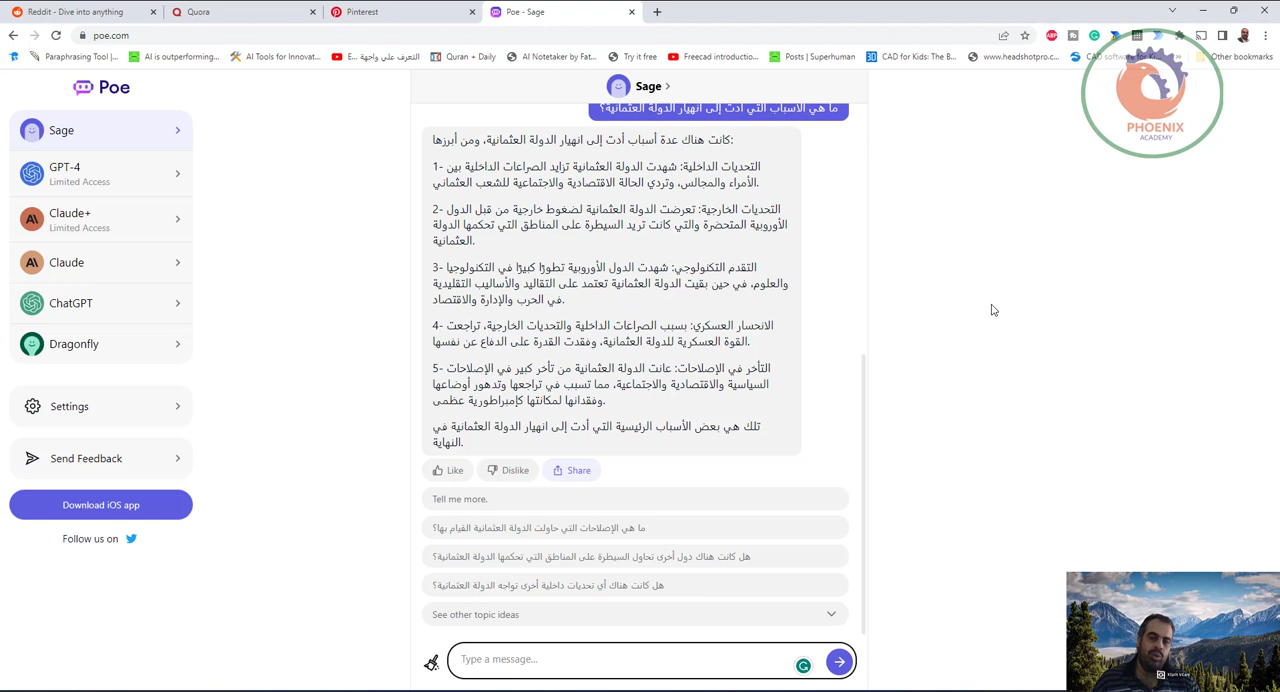 Reddit - Dive into anything
Quora
Pinterest
Poe - Sage
poe.com
Paraphrasing Tool |...
AI is outperforming...
AI Tools for Innovat...
التعرف علي واجهة...
Quran + Daily
AI Notetaker by Fat...
Try it free
Freecad introductio...
Posts | Superhuman
CAD for Kids: The B...
www.headshotpro.c...
Other bookmarks
PHOENIX
ACADEMY
Poe
Sage
GPT-4
Limited Access
Claude+
Limited Access
Claude
ChatGPT
Dragonfly
Settings
Send Feedback
Download iOS app
Follow us on
Sage
ما هي الأسباب التي أدت إلى انهيار الدولة العثمانية؟
كانت هناك عدة أسباب أدت إلى انهيار الدولة العثمانية، ومن أبرزها:
1- التحديات الداخلية: شهدت الدولة العثمانية تزايد الصراعات الداخلية بين
الأمراء والمجالس، وتردي الحالة الاقتصادية والاجتماعية للشعب العثماني.
2- التحديات الخارجية: تعرضت الدولة العثمانية لضغوط خارجية من قبل الدول
الأوروبية المتحضرة والتي كانت تريد السيطرة على المناطق التي تحكمها الدولة
العثمانية.
3- التقدم التكنولوجي: شهدت الدول الأوروبية تطورًا كبيرًا في التكنولوجيا
والعلوم، في حين بقيت الدولة العثمانية تعتمد على التقاليد والأساليب التقليدية
في الحرب والإدارة والاقتصاد.
4- الانحسار العسكري: بسبب الصراعات الداخلية والتحديات الخارجية، تراجعت
القوة العسكرية للدولة العثمانية، وفقدت القدرة على الدفاع عن نفسها.
5- التأخر في الإصلاحات: عانت الدولة العثمانية من تأخر كبير في الإصلاحات
السياسية والاقتصادية والاجتماعية، مما تسبب في تراجعها وتدهور أوضاعها
وفقدانها لمكانتها كإمبراطورية عظمى.
تلك هي بعض الأسباب الرئيسية التي أدت إلى انهيار الدولة العثمانية في
النهاية.
Like
Dislike
Share
Tell me more.
ما هي الإصلاحات التي حاولت الدولة العثمانية القيام بها؟
هل كانت هناك دول أخرى تحاول السيطرة على المناطق التي تحكمها الدولة العثمانية؟
هل كانت هناك أي تحديات داخلية أخرى تواجه الدولة العثمانية؟
See other topic ideas
Type a message...